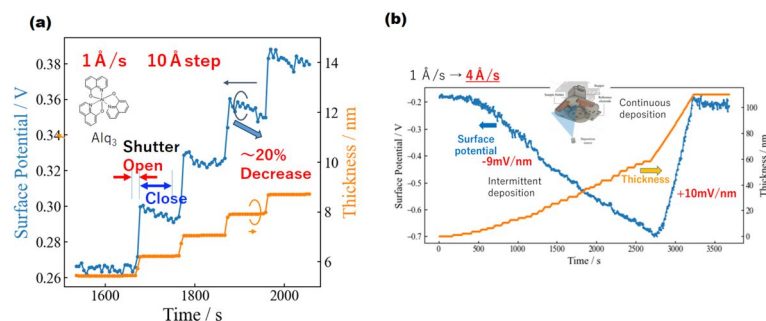 (a)
1 Å/s 10 Å step
Alq3
Shutter
Open
Close
~20%
Decrease
Surface Potential / V
0.38
0.36
0.34
0.32
0.30
0.28
0.26
Thickness / nm
14
12
10
8
6
1600 1800 2000
Time / s
(b)
1 Å/s → 4 Å/s
Continuous
deposition
Surface
potential
-9mV/nm
Intermittent
deposition
Thickness
+10mV/nm
Surface Potential / V
-0.2
-0.3
-0.4
-0.5
-0.6
-0.7
Thickness / nm
100
80
60
40
20
0
0 500 1000 1500 2000 2500 3000 3500
Time / s